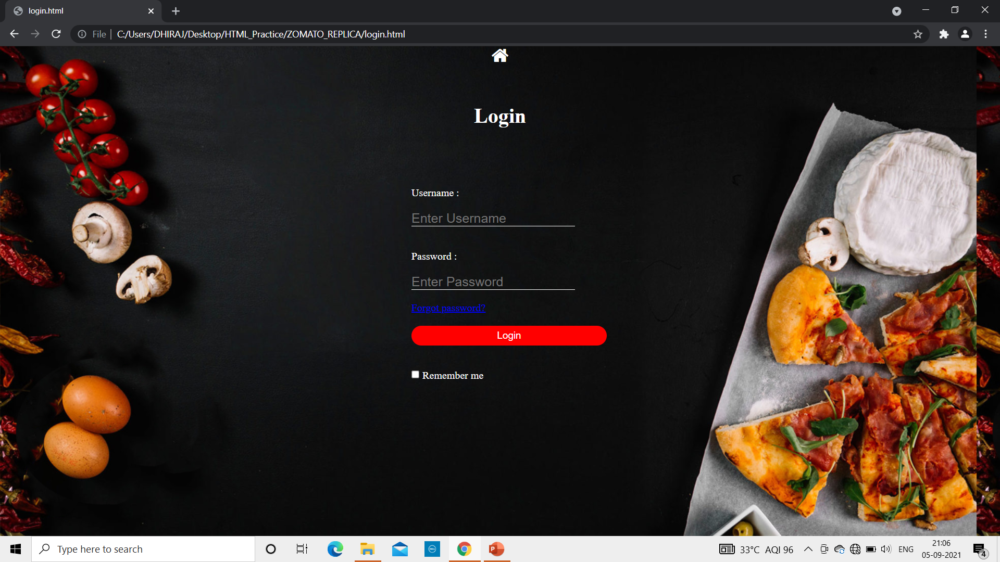 login.html
File | C:/Users/DHIRAJ/Desktop/HTML_Practice/ZOMATO_REPLICA/login.html
Login
Username :
Enter Username
Password :
Enter Password
Forgot password?
Login
Remember me
Type here to search
33°C AQI 96
ENG
21:06
05-09-2021
4